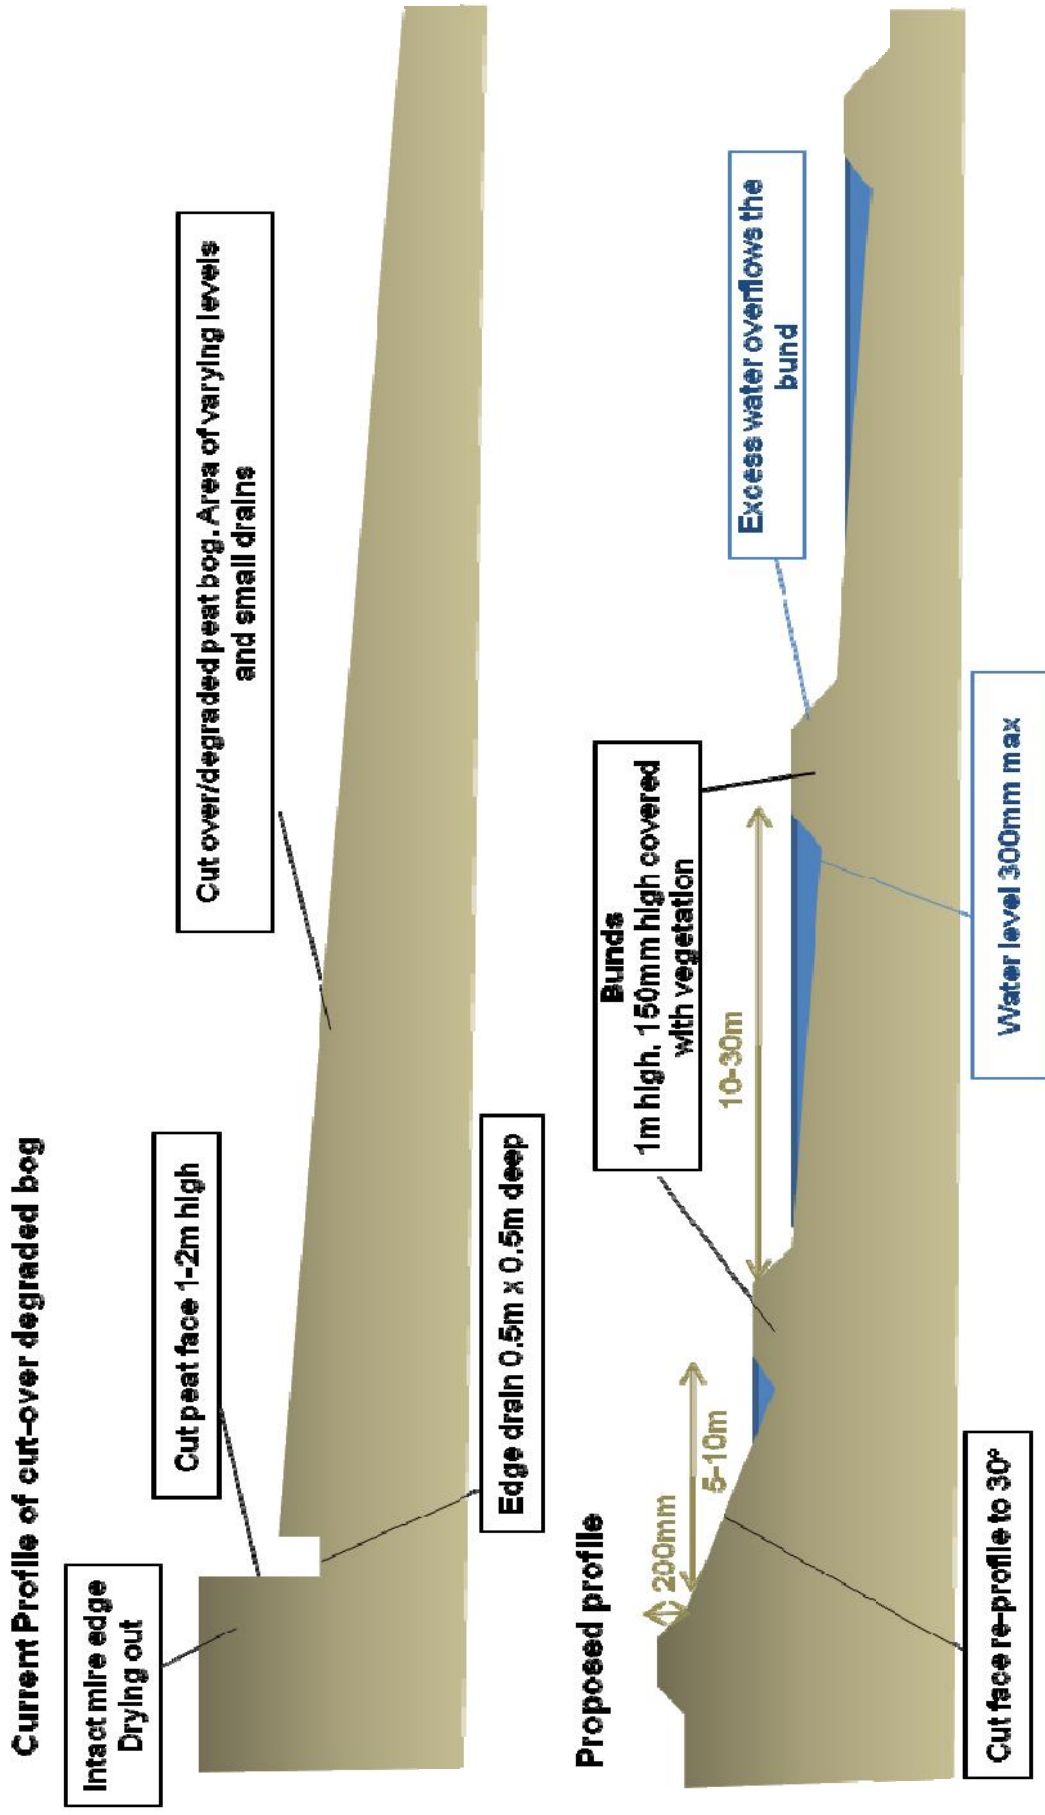 Current Profile of cut-over degraded bog
Intact mire edge
Drying out
Cut peat face 1-2m high
Cut over/degraded peat bog. Area of varying levels
and small drains
Edge drain 0.5m x 0.5m deep
Proposed profile
200mm
5-10m
10-30m
Bunds
1m high. 150mm high covered
with vegetation
Excess water overflows the
bund
Cut face re-profile to 30°
Water level 300mm max